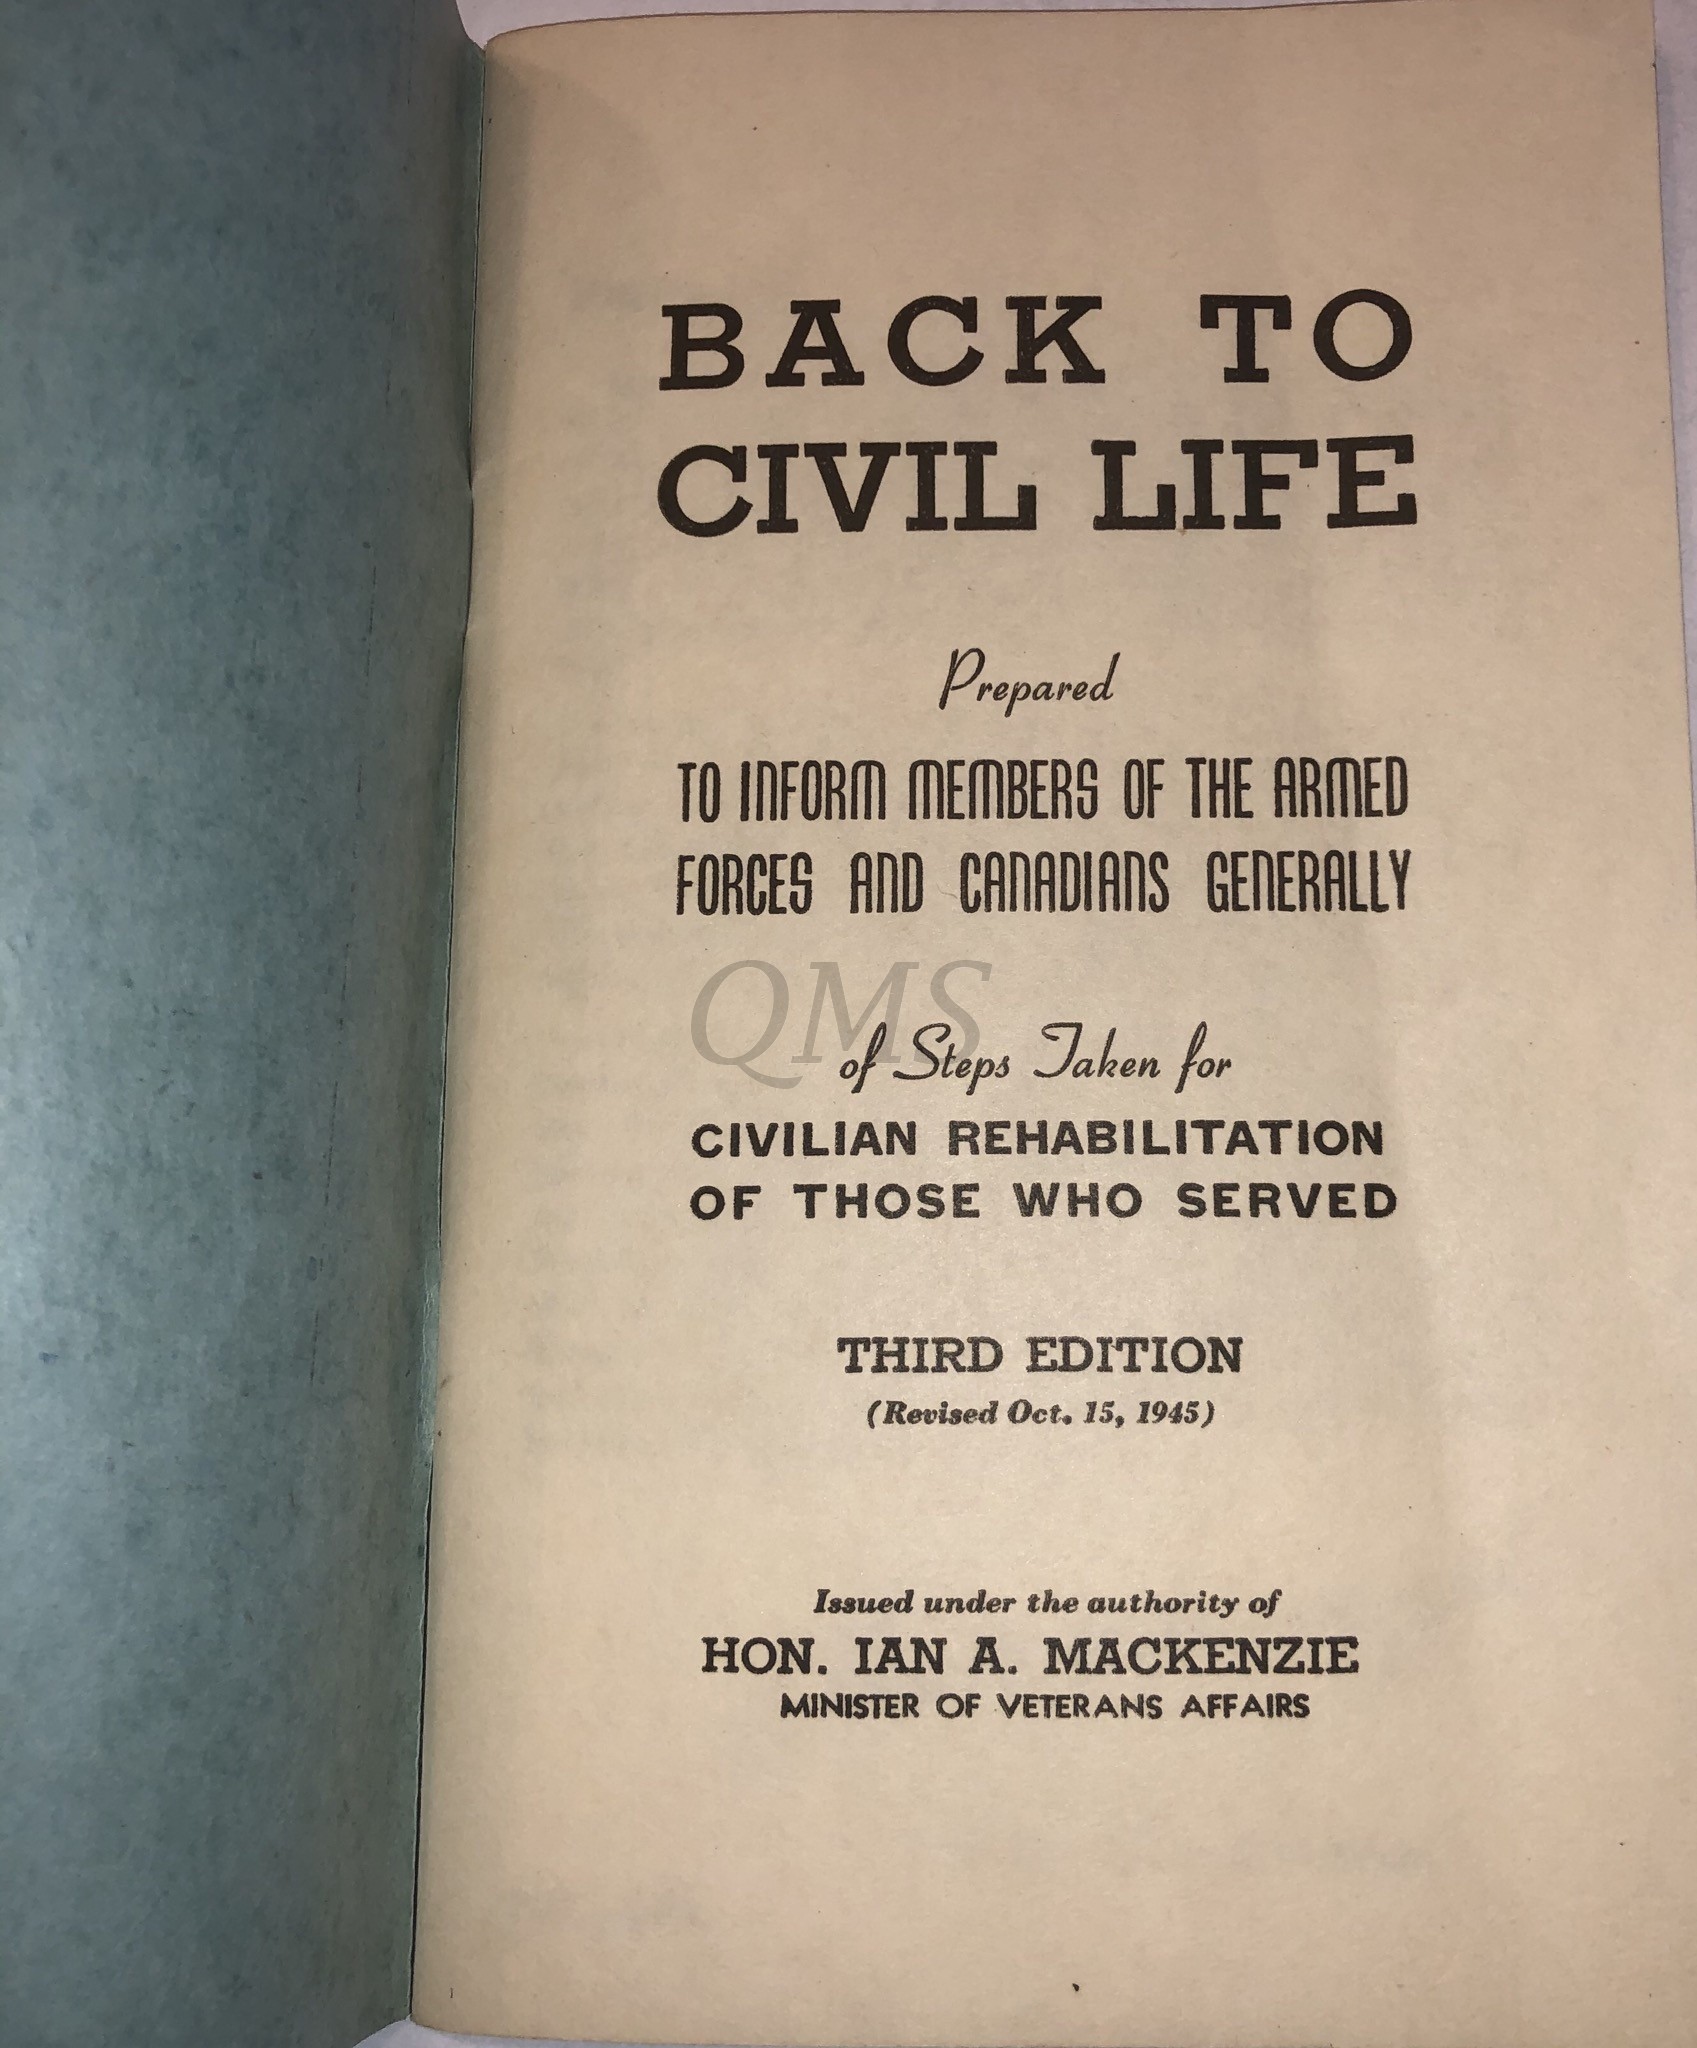 BACK TO
CIVIL LIFE
Prepared
TO INFORM MEMBERS OF THE ARMED
FORCES AND CANADIANS GENERALLY
QMS
of Steps Taken for
CIVILIAN REHABILITATION
OF THOSE WHO SERVED
THIRD EDITION
(Revised Oct. 15, 1945)
Issued under the authority of
HON. IAN A. MACKENZIE
MINISTER OF VETERANS AFFAIRS